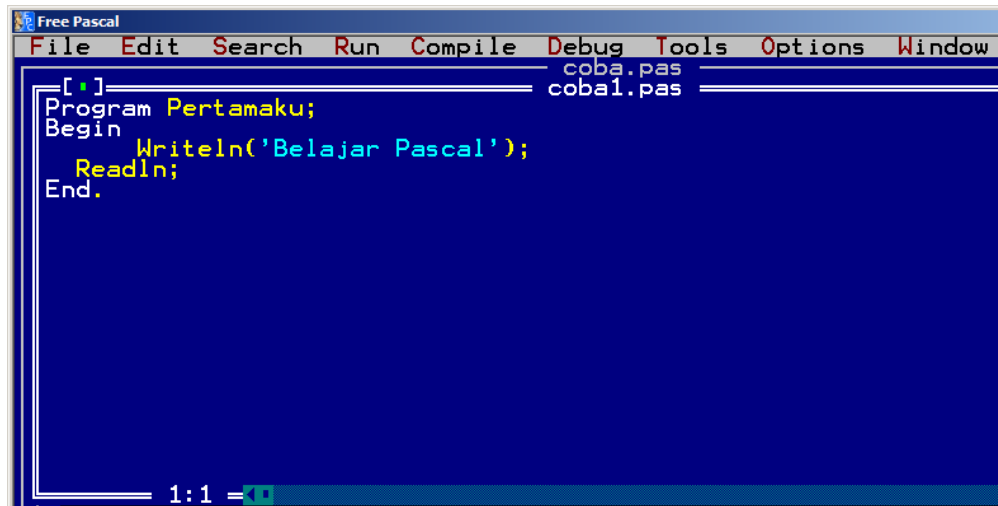 Free Pascal
File Edit Search Run Compile Debug Tools Options Window
coba.pas
[▪] coba1.pas
Program Pertamaku;
Begin
Writeln('Belajar Pascal');
Readln;
End.
1:1